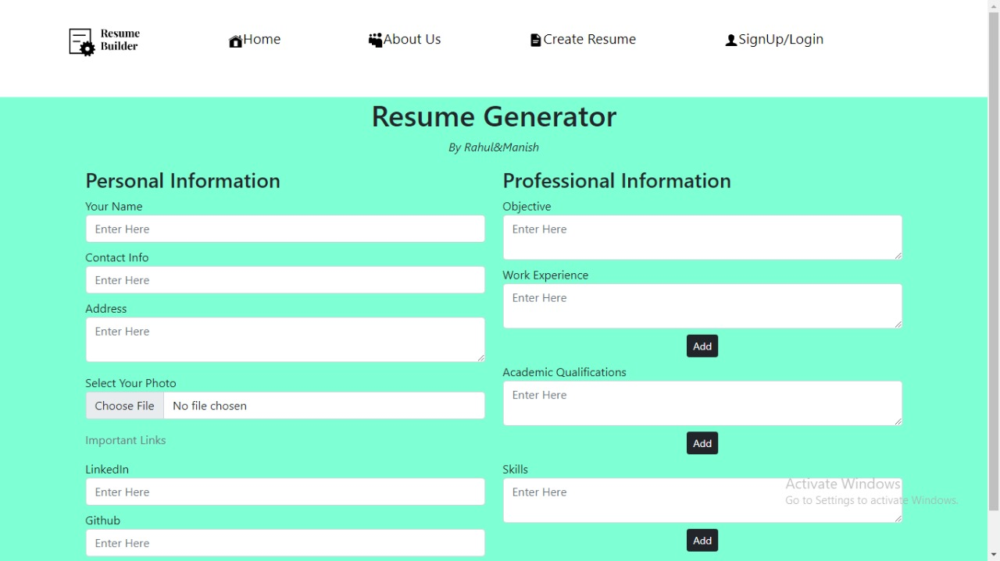 Resume
Builder
Home
About Us
Create Resume
SignUp/Login
Resume Generator
By Rahul&Manish
Personal Information
Your Name
Enter Here
Contact Info
Enter Here
Address
Enter Here
Select Your Photo
Choose File No file chosen
Important Links
LinkedIn
Enter Here
Github
Enter Here
Professional Information
Objective
Enter Here
Work Experience
Enter Here
Add
Academic Qualifications
Enter Here
Add
Skills
Enter Here
Add
Activate Windows
Go to Settings to activate Windows.